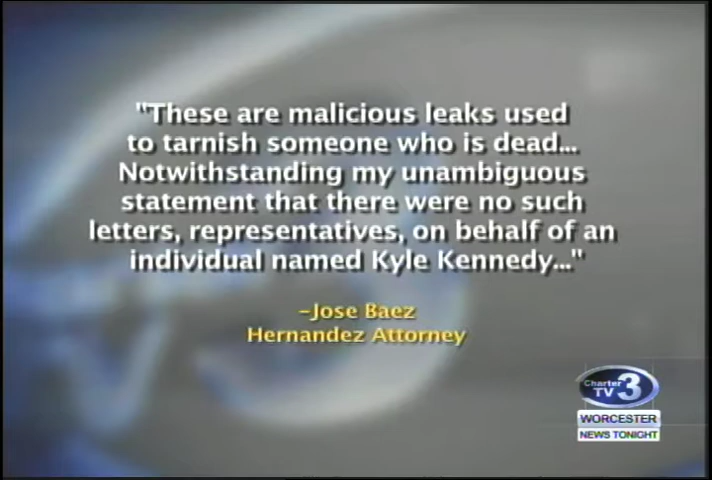 "These are malicious leaks used
to tarnish someone who is dead...
Notwithstanding my unambiguous
statement that there were no such
letters, representatives, on behalf of an
individual named Kyle Kennedy..."
-Jose Baez
Hernandez Attorney
Charter
TV 3
WORCESTER
NEWS TONIGHT